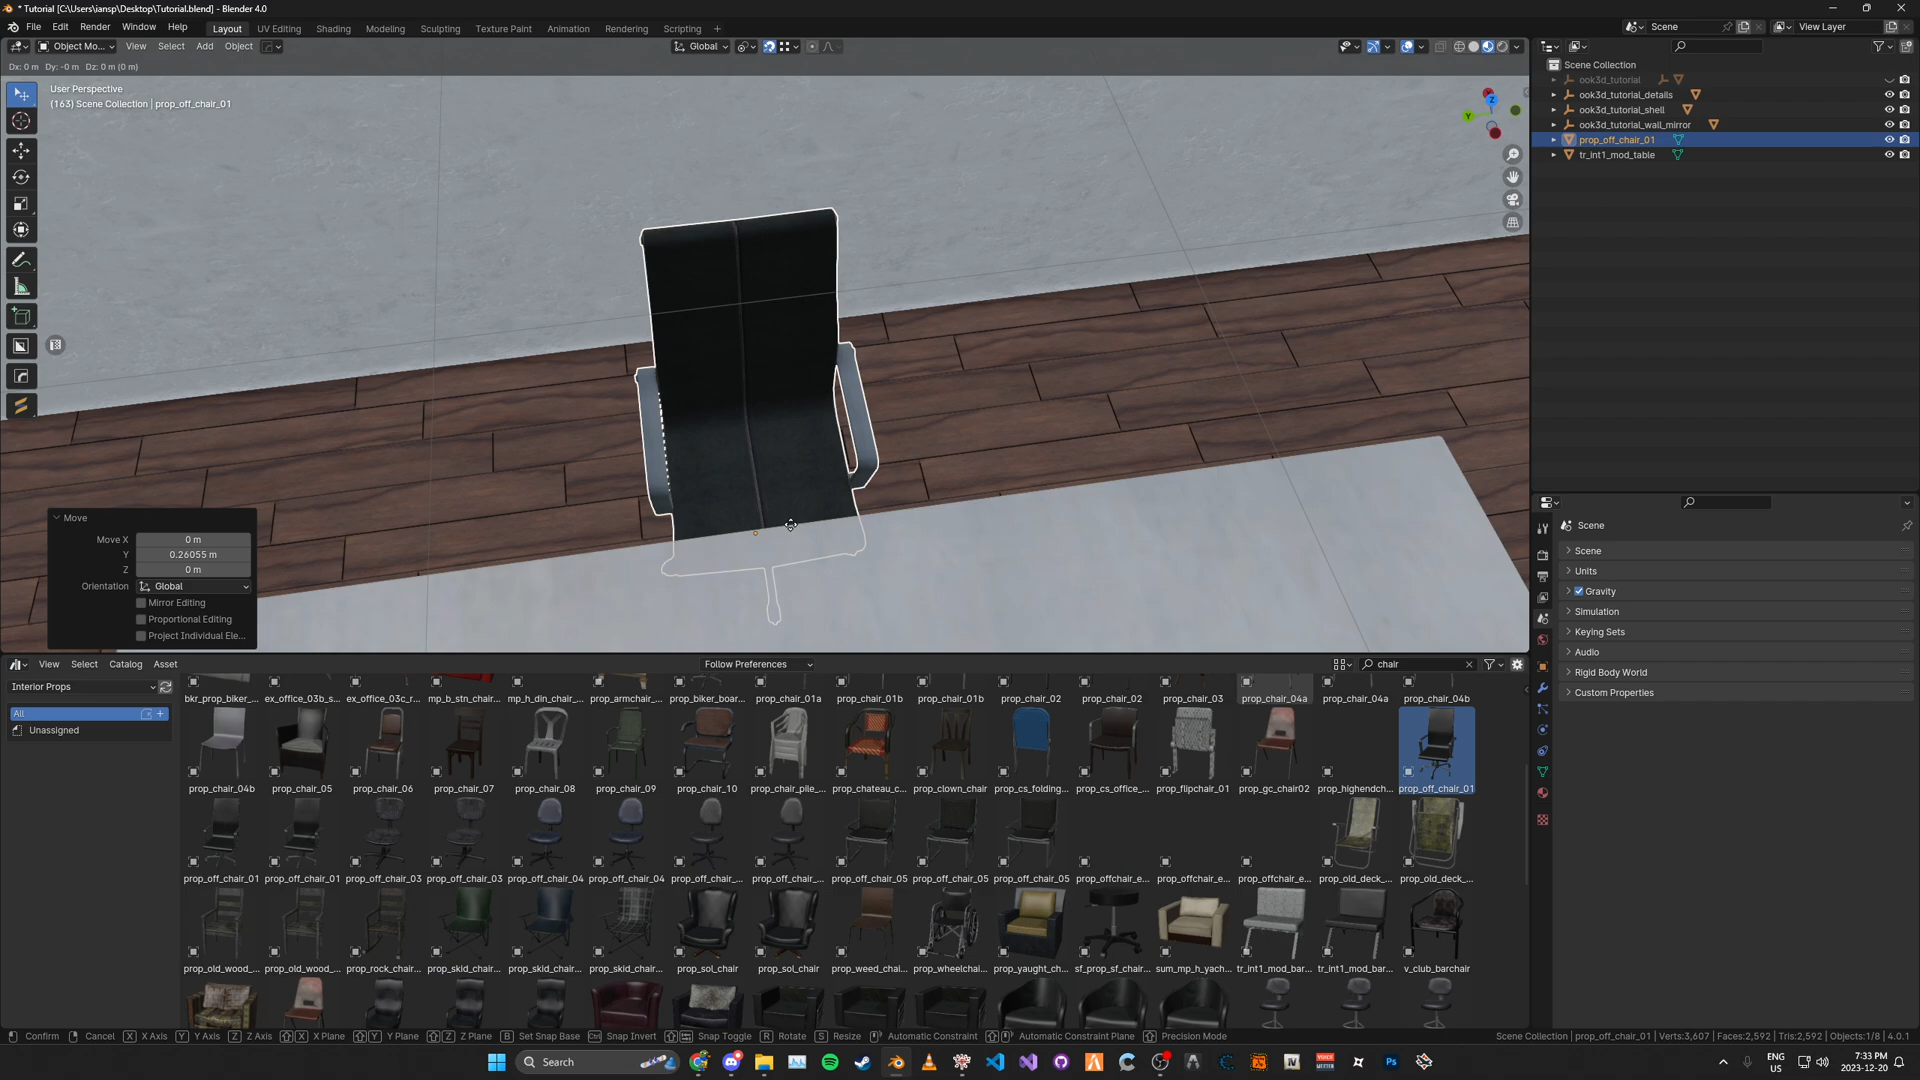 * Tutorial [C:\Users\iansp\Desktop\Tutorial.blend] - Blender 4.0
File Edit Render Window Help Layout UV Editing Shading Modeling Sculpting Texture Paint Animation Rendering Scripting + Scene View Layer
Object Mo... View Select Add Object Global
Dx: 0 m Dy: -0 m Dz: 0 m (0 m)
User Perspective
(163) Scene Collection | prop_off_chair_01
Z
Y
Scene Collection
ook3d_tutorial
ook3d_tutorial_details
ook3d_tutorial_shell
ook3d_tutorial_wall_mirror
prop_off_chair_01
tr_int1_mod_table
Move
Move X 0 m
Y 0.26055 m
Z 0 m
Orientation Global
Mirror Editing
Proportional Editing
Project Individual Ele...
Scene
Scene
Units
Gravity
Simulation
Keying Sets
Audio
Rigid Body World
Custom Properties
View Select Catalog Asset Follow Preferences chair
Interior Props
All
Unassigned
bkr_prop_biker_... ex_office_03b_s... ex_office_03c_r... mp_b_stn_chair... mp_h_din_chair_... prop_armchair_... prop_biker_boar... prop_chair_01a prop_chair_01b prop_chair_01b prop_chair_02 prop_chair_02 prop_chair_03 prop_chair_04a prop_chair_04a prop_chair_04b
prop_chair_04b prop_chair_05 prop_chair_06 prop_chair_07 prop_chair_08 prop_chair_09 prop_chair_10 prop_chair_pile_... prop_chateau_c... prop_clown_chair prop_cs_folding... prop_cs_office_... prop_flipchair_01 prop_gc_chair02 prop_highendch... prop_off_chair_01
prop_off_chair_01 prop_off_chair_01 prop_off_chair_03 prop_off_chair_03 prop_off_chair_04 prop_off_chair_04 prop_off_chair_... prop_off_chair_... prop_off_chair_05 prop_off_chair_05 prop_off_chair_05 prop_offchair_e... prop_offchair_e... prop_offchair_e... prop_old_deck_... prop_old_deck_...
prop_old_wood_... prop_old_wood_... prop_rock_chair... prop_skid_chair... prop_skid_chair... prop_skid_chair... prop_sol_chair prop_sol_chair prop_weed_chai... prop_wheelchai... prop_yaught_ch... sf_prop_sf_chair... sum_mp_h_yach... tr_int1_mod_bar... tr_int1_mod_bar... v_club_barchair
Confirm Cancel X X Axis Y Y Axis Z Z Axis X X Plane Y Y Plane Z Z Plane B Set Snap Base Ctrl Snap Invert Snap Toggle R Rotate S Resize Automatic Constraint Automatic Constraint Plane Precision Mode Scene Collection | prop_off_chair_01 | Verts:3,607 | Faces:2,592 | Tris:2,592 | Objects:1/8 | 4.0.1
Search Ps ENG US 7:33 PM 2023-12-20